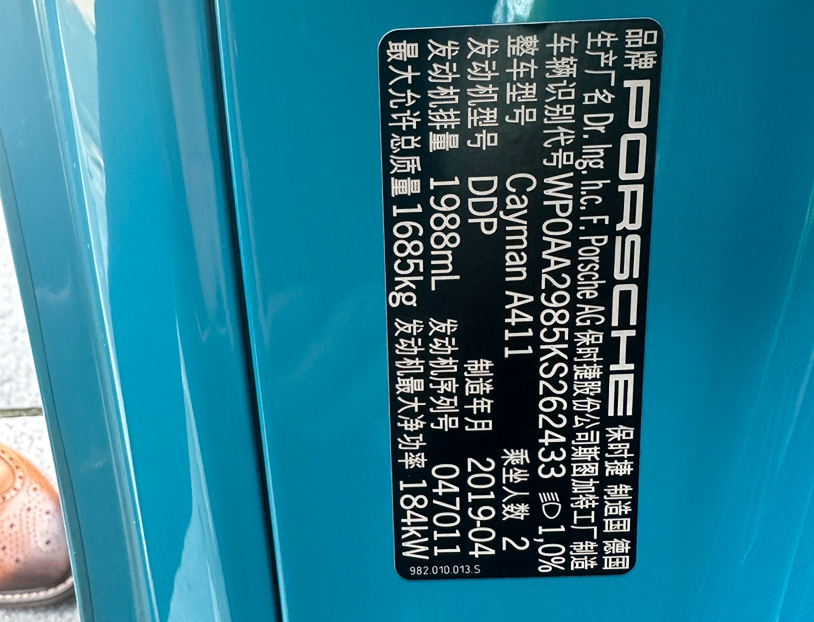 品牌 PORSCHE 保时捷 制造国 德国
生产厂名 Dr. Ing. h.c. F. Porsche AG 保时捷股份公司斯图加特工厂 制造
车辆识别代号 WP0AA2985KS262433 1,0%
整车型号 Cayman A411 乘坐人数 2
发动机型号 DDP 制造年月 2019-04
发动机排量 1988mL 发动机序列号 047011
最大允许总质量 1685kg 发动机最大净功率 184kW
982.010.013.S